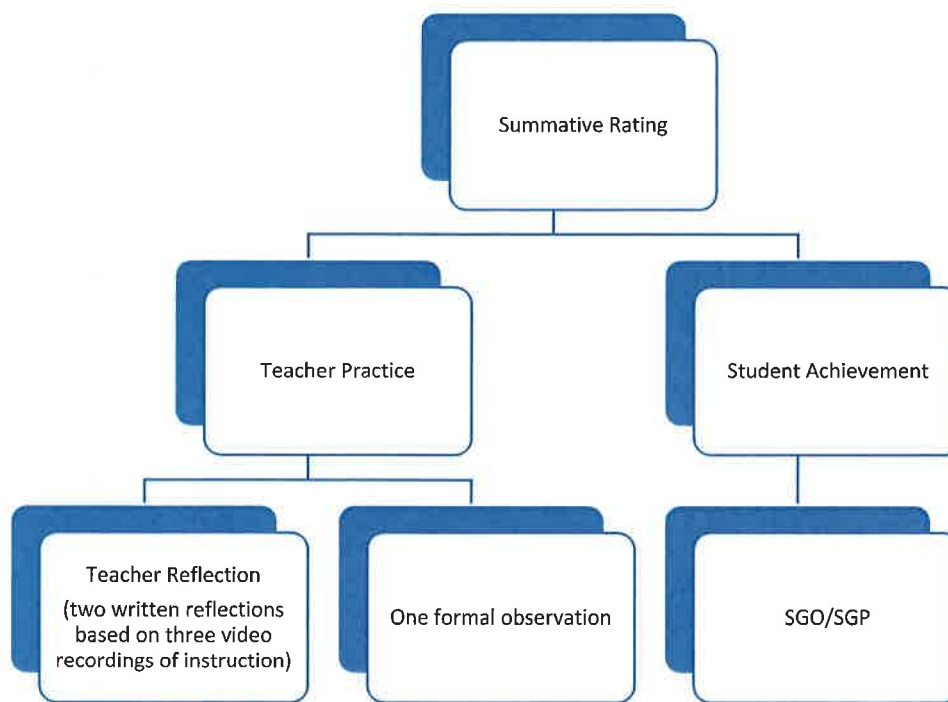 Summative Rating
Teacher Practice
Student Achievement
Teacher Reflection
(two written reflections
based on three video
recordings of instruction)
One formal observation
SGO/SGP